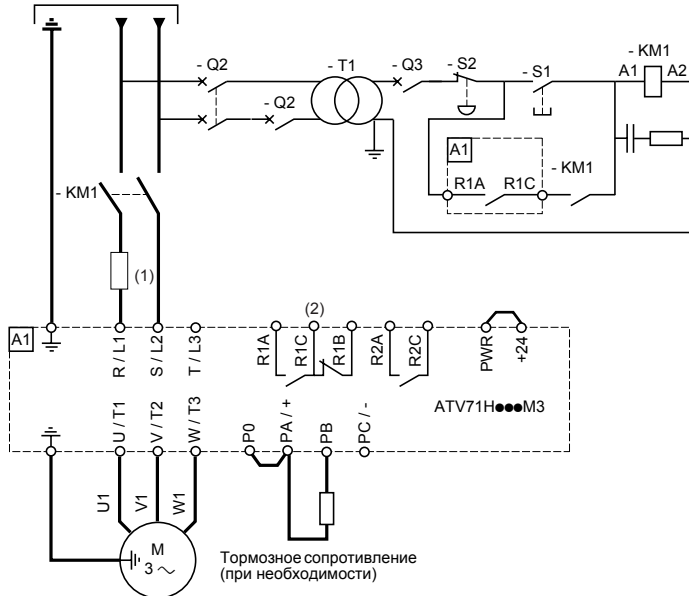 - Q2
- T1
- Q3
- S2
- S1
- KM1
A1
A2
- Q2
A1
R1A
R1C
- KM1
- KM1
(1)
(2)
A1
R / L1
S / L2
T / L3
R1A
R1C
R1B
R2A
R2C
PWR
+24
ATV71H●●●M3
U / T1
V / T2
W / T3
P0
PA / +
PB
PC / -
U1
V1
W1
M
3
Тормозное сопротивление
(при необходимости)